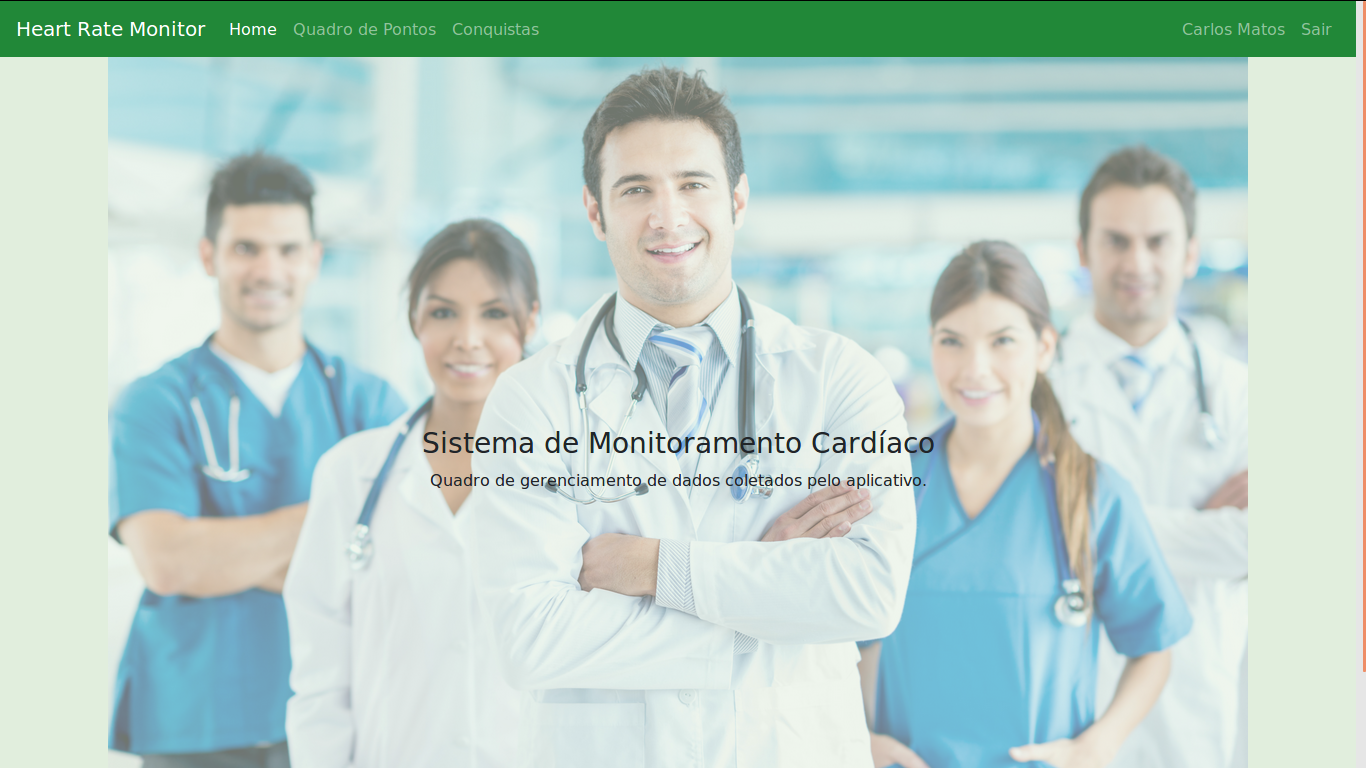 Heart Rate Monitor Home Quadro de Pontos Conquistas Carlos Matos Sair
Sistema de Monitoramento Cardíaco
Quadro de gerenciamento de dados coletados pelo aplicativo.